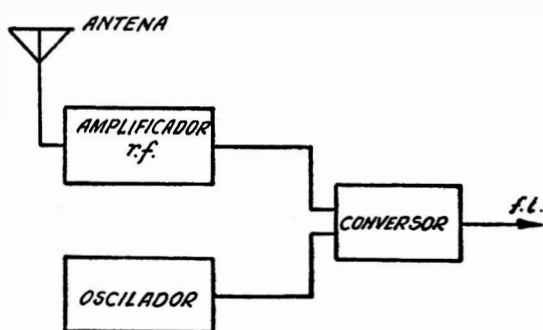 ANTENA
AMPLIFICADOR
r.f.
f.i.
CONVERSOR
OSCILADOR